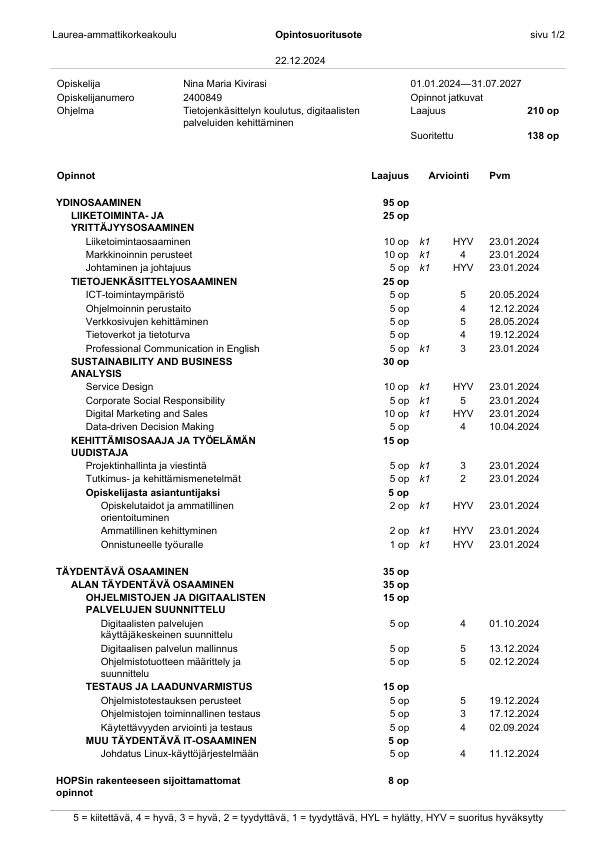 Laurea-ammattikorkeakoulu Opintosuoritusote sivu 1/2
22.12.2024
Opiskelija Nina Maria Kivirasi 01.01.2024—31.07.2027
Opiskelijanumero 2400849 Opinnot jatkuvat
Ohjelma Tietojenkäsittelyn koulutus, digitaalisten Laajuus 210 op
palveluiden kehittäminen
Suoritettu 138 op
Opinnot Laajuus Arviointi Pvm
YDINOSAAMINEN 95 op
LIIKETOIMINTA- JA 25 op
YRITTÄJYYSOSAAMINEN
Liiketoimintaosaaminen 10 op k1 HYV 23.01.2024
Markkinoinnin perusteet 10 op k1 4 23.01.2024
Johtaminen ja johtajuus 5 op k1 HYV 23.01.2024
TIETOJENKÄSITTELYOSAAMINEN 25 op
ICT-toimintaympäristö 5 op 5 20.05.2024
Ohjelmoinnin perustaito 5 op 4 12.12.2024
Verkkosivujen kehittäminen 5 op 5 28.05.2024
Tietoverkot ja tietoturva 5 op 4 19.12.2024
Professional Communication in English 5 op k1 3 23.01.2024
SUSTAINABILITY AND BUSINESS 30 op
ANALYSIS
Service Design 10 op k1 HYV 23.01.2024
Corporate Social Responsibility 5 op k1 5 23.01.2024
Digital Marketing and Sales 10 op k1 HYV 23.01.2024
Data-driven Decision Making 5 op 4 10.04.2024
KEHITTÄMISOSAAJA JA TYÖELÄMÄN 15 op
UUDISTAJA
Projektinhallinta ja viestintä 5 op k1 3 23.01.2024
Tutkimus- ja kehittämismenetelmät 5 op k1 2 23.01.2024
Opiskelijasta asiantuntijaksi 5 op
Opiskelutaidot ja ammatillinen 2 op k1 HYV 23.01.2024
orientoituminen
Ammatillinen kehittyminen 2 op k1 HYV 23.01.2024
Onnistuneelle työuralle 1 op k1 HYV 23.01.2024
TÄYDENTÄVÄ OSAAMINEN 35 op
ALAN TÄYDENTÄVÄ OSAAMINEN 35 op
OHJELMISTOJEN JA DIGITAALISTEN 15 op
PALVELUJEN SUUNNITTELU
Digitaalisten palvelujen 5 op 4 01.10.2024
käyttäjäkeskeinen suunnittelu
Digitaalisen palvelun mallinnus 5 op 5 13.12.2024
Ohjelmistotuotteen määrittely ja 5 op 5 02.12.2024
suunnittelu
TESTAUS JA LAADUNVARMISTUS 15 op
Ohjelmistotestauksen perusteet 5 op 5 19.12.2024
Ohjelmistojen toiminnallinen testaus 5 op 3 17.12.2024
Käytettävyyden arviointi ja testaus 5 op 4 02.09.2024
MUU TÄYDENTÄVÄ IT-OSAAMINEN 5 op
Johdatus Linux-käyttöjärjestelmään 5 op 4 11.12.2024
HOPSin rakenteeseen sijoittamattomat 8 op
opinnot
5 = kiitettävä, 4 = hyvä, 3 = hyvä, 2 = tyydyttävä, 1 = tyydyttävä, HYL = hylätty, HYV = suoritus hyväksytty